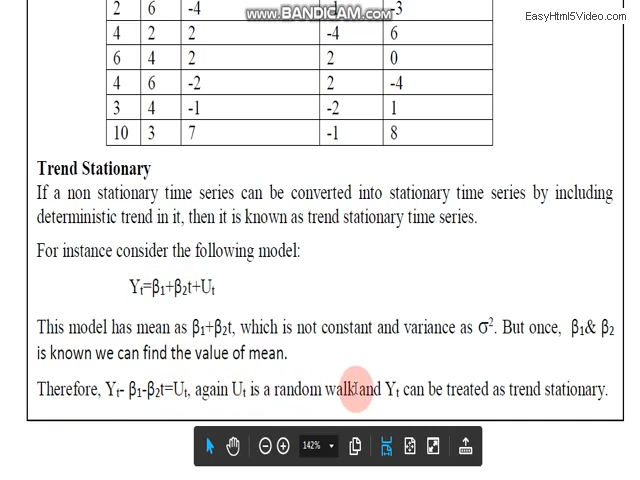 WWW.BANDICAM.COM
EasyHtml5Video.com
2 6 -4 -3
4 2 2 -4 6
6 4 2 2 0
4 6 -2 2 -4
3 4 -1 -2 1
10 3 7 -1 8
Trend Stationary
If a non stationary time series can be converted into stationary time series by including
deterministic trend in it, then it is known as trend stationary time series.
For instance consider the following model:
Yt=β1+β2t+Ut
This model has mean as β1+β2t, which is not constant and variance as σ². But once, β1& β2
is known we can find the value of mean.
Therefore, Yt- β1-β2t=Ut, again Ut is a random walk and Yt can be treated as trend stationary.
142%